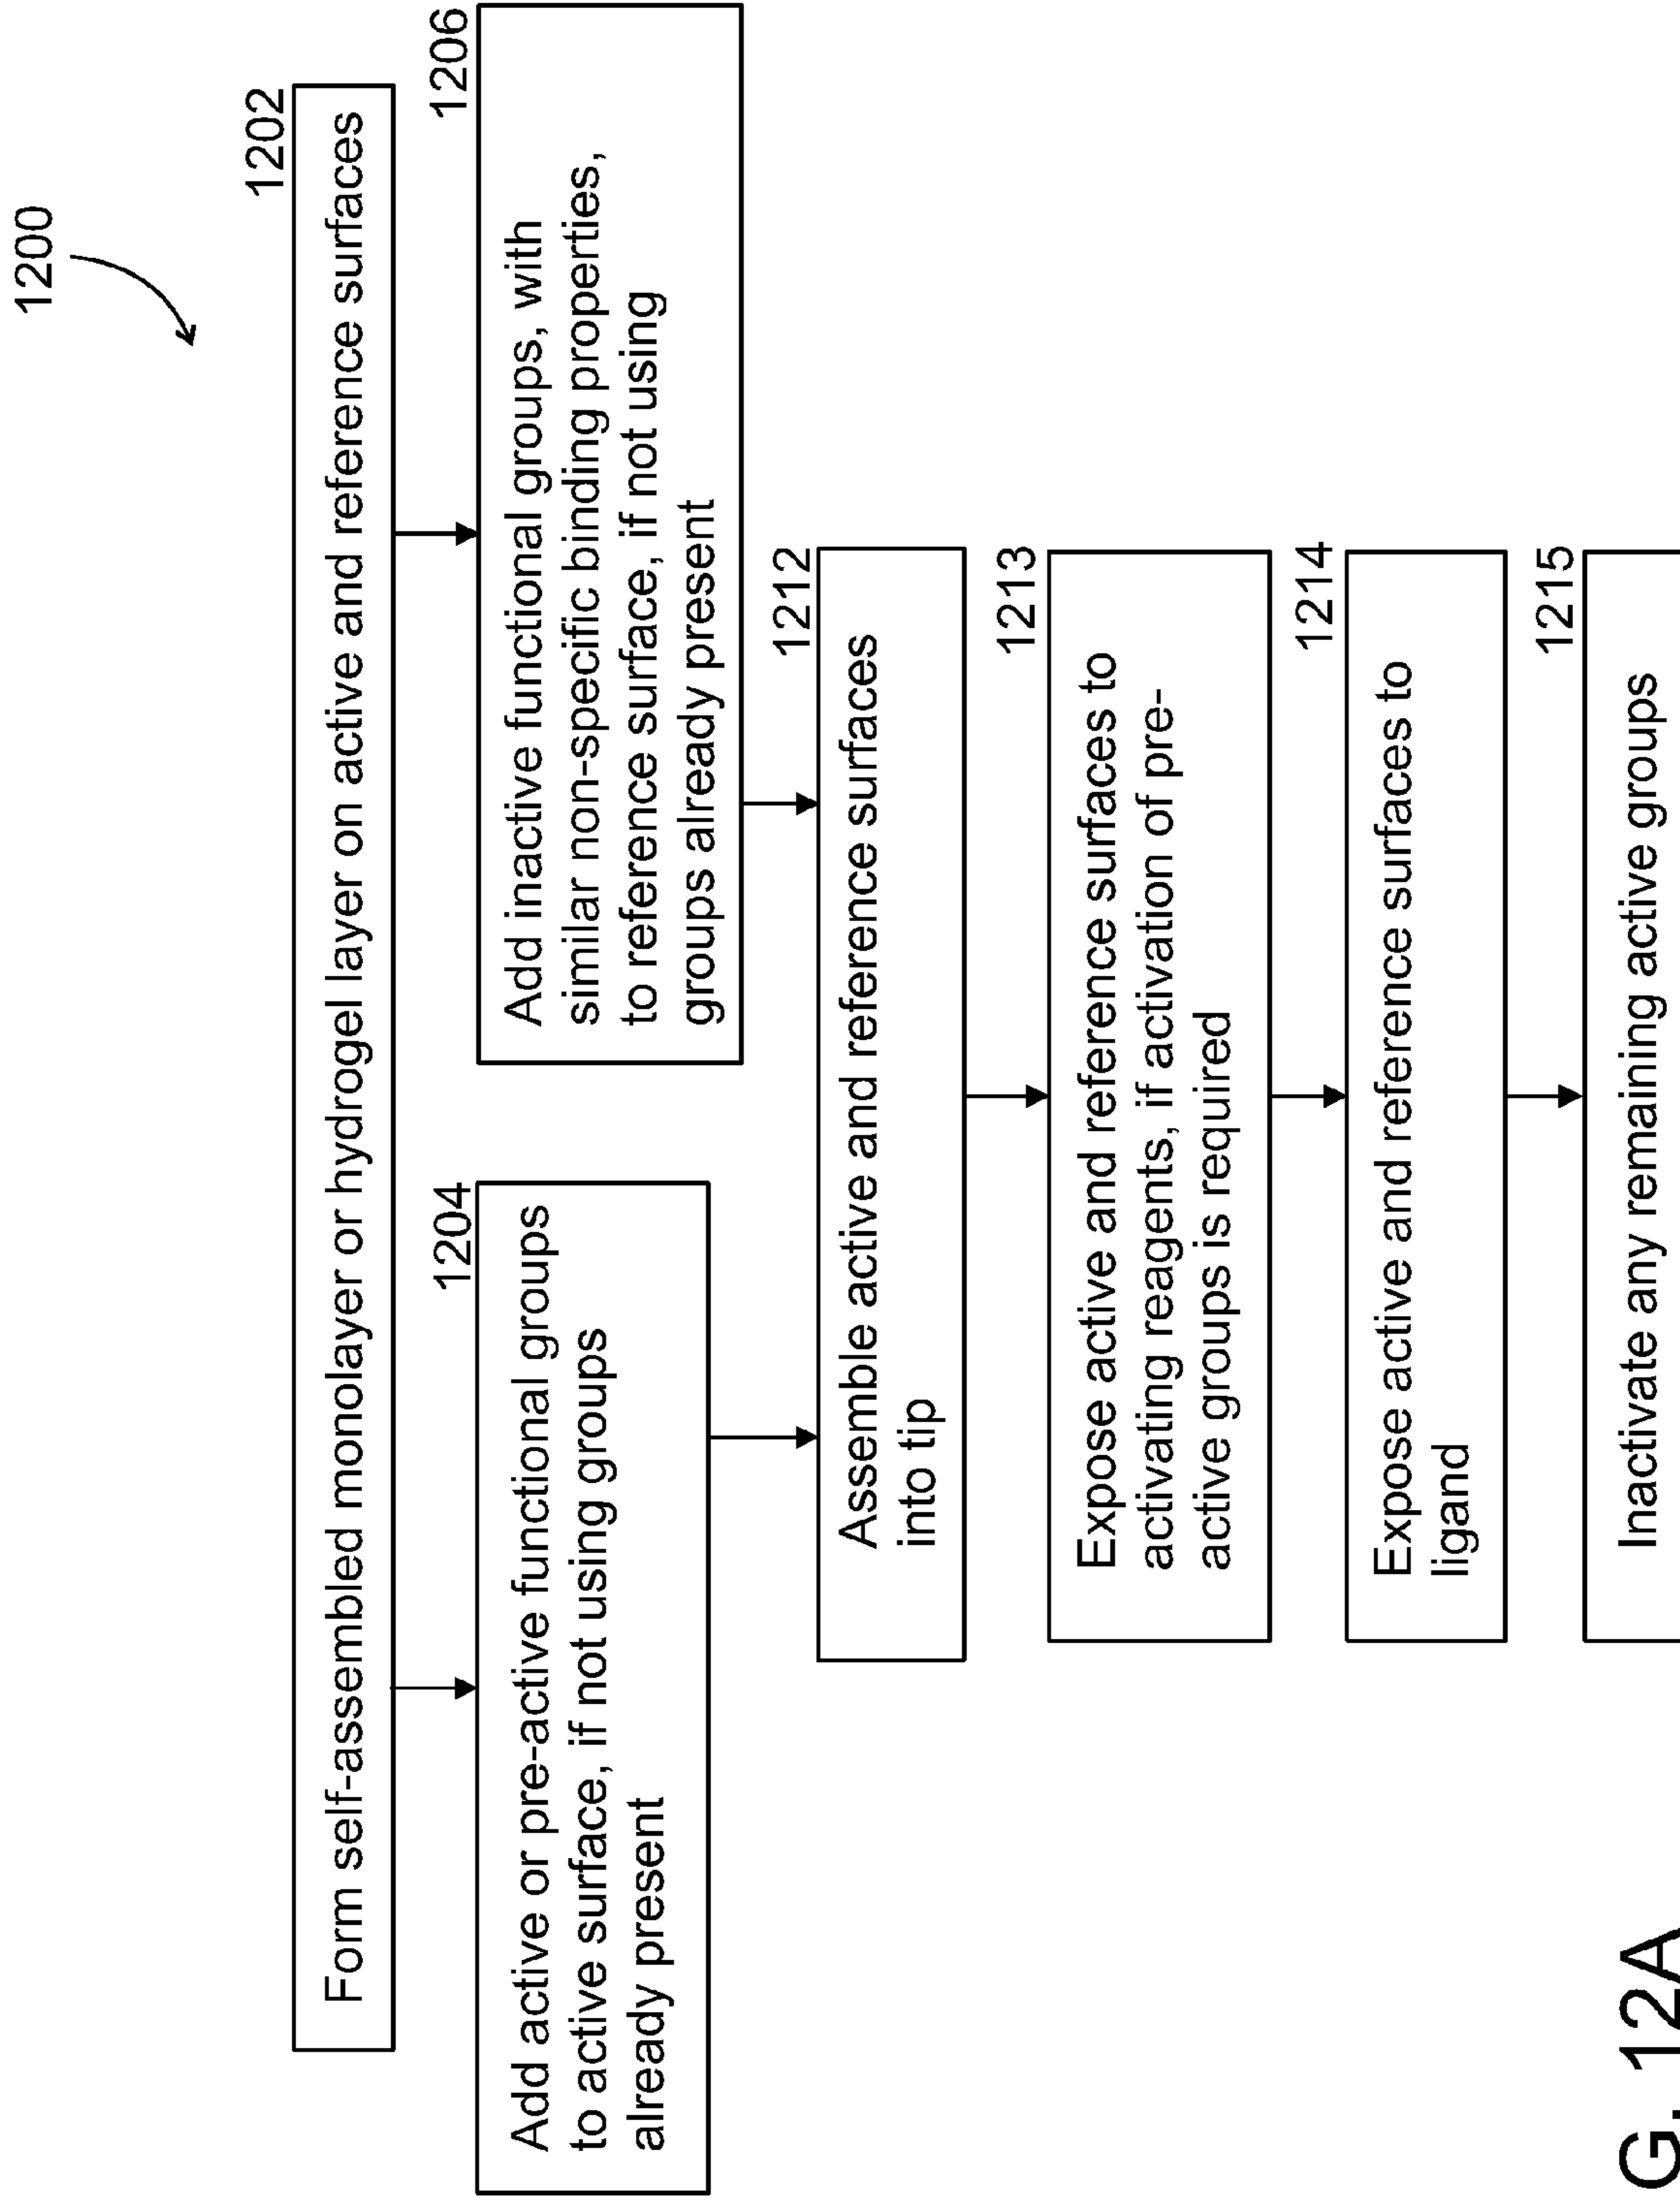 1200
1202
Form self-assembled monolayer or hydrogel layer on active and reference surfaces
1204
Add active or pre-active functional groups
to active surface, if not using groups
already present
1206
Add inactive functional groups, with
similar non-specific binding properties,
to reference surface, if not using
groups already present
1212
Assemble active and reference surfaces
into tip
1213
Expose active and reference surfaces to
activating reagents, if activation of pre-
active groups is required
1214
Expose active and reference surfaces to
ligand
1215
Inactivate any remaining active groups
G. 12A